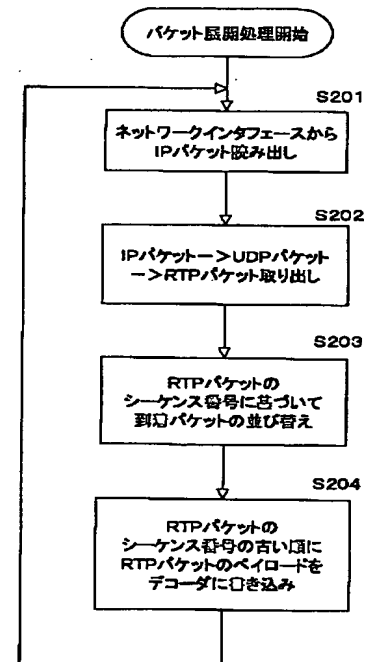 パケット展開処理開始
S201
ネットワークインタフェースから
IPパケット読み出し
S202
IPパケットー>UDPパケット
ー>RTPパケット取り出し
S203
RTPパケットの
シーケンス番号に基づいて
到着パケットの並び替え
S204
RTPパケットの
シーケンス番号の古い順に
RTPパケットのペイロードを
デコーダに書き込み